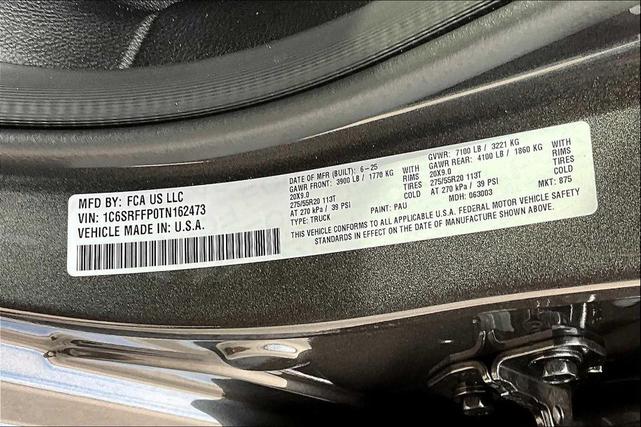 MFD BY: FCA US LLC
VIN: 1C6SRFFP0TN162473
VEHICLE MADE IN: U.S.A.
DATE OF MFR (BUILT): 6-25
GAWR FRONT: 3900 LB / 1770 KG WITH
20X9.0 RIMS
275/55R20 113T TIRES
AT 270 kPa / 39 PSI COLD
TYPE: TRUCK PAINT: PAU
GVWR: 7100 LB / 3221 KG
GAWR REAR: 4100 LB / 1860 KG WITH
20X9.0 RIMS
275/55R20 113T TIRES
AT 270 kPa / 39 PSI COLD
MDH: 063003 MKT: 875
THIS VEHICLE CONFORMS TO ALL APPLICABLE U.S.A. FEDERAL MOTOR VEHICLE SAFETY
STANDARDS IN EFFECT ON THE DATE OF MANUFACTURE SHOWN ABOVE.